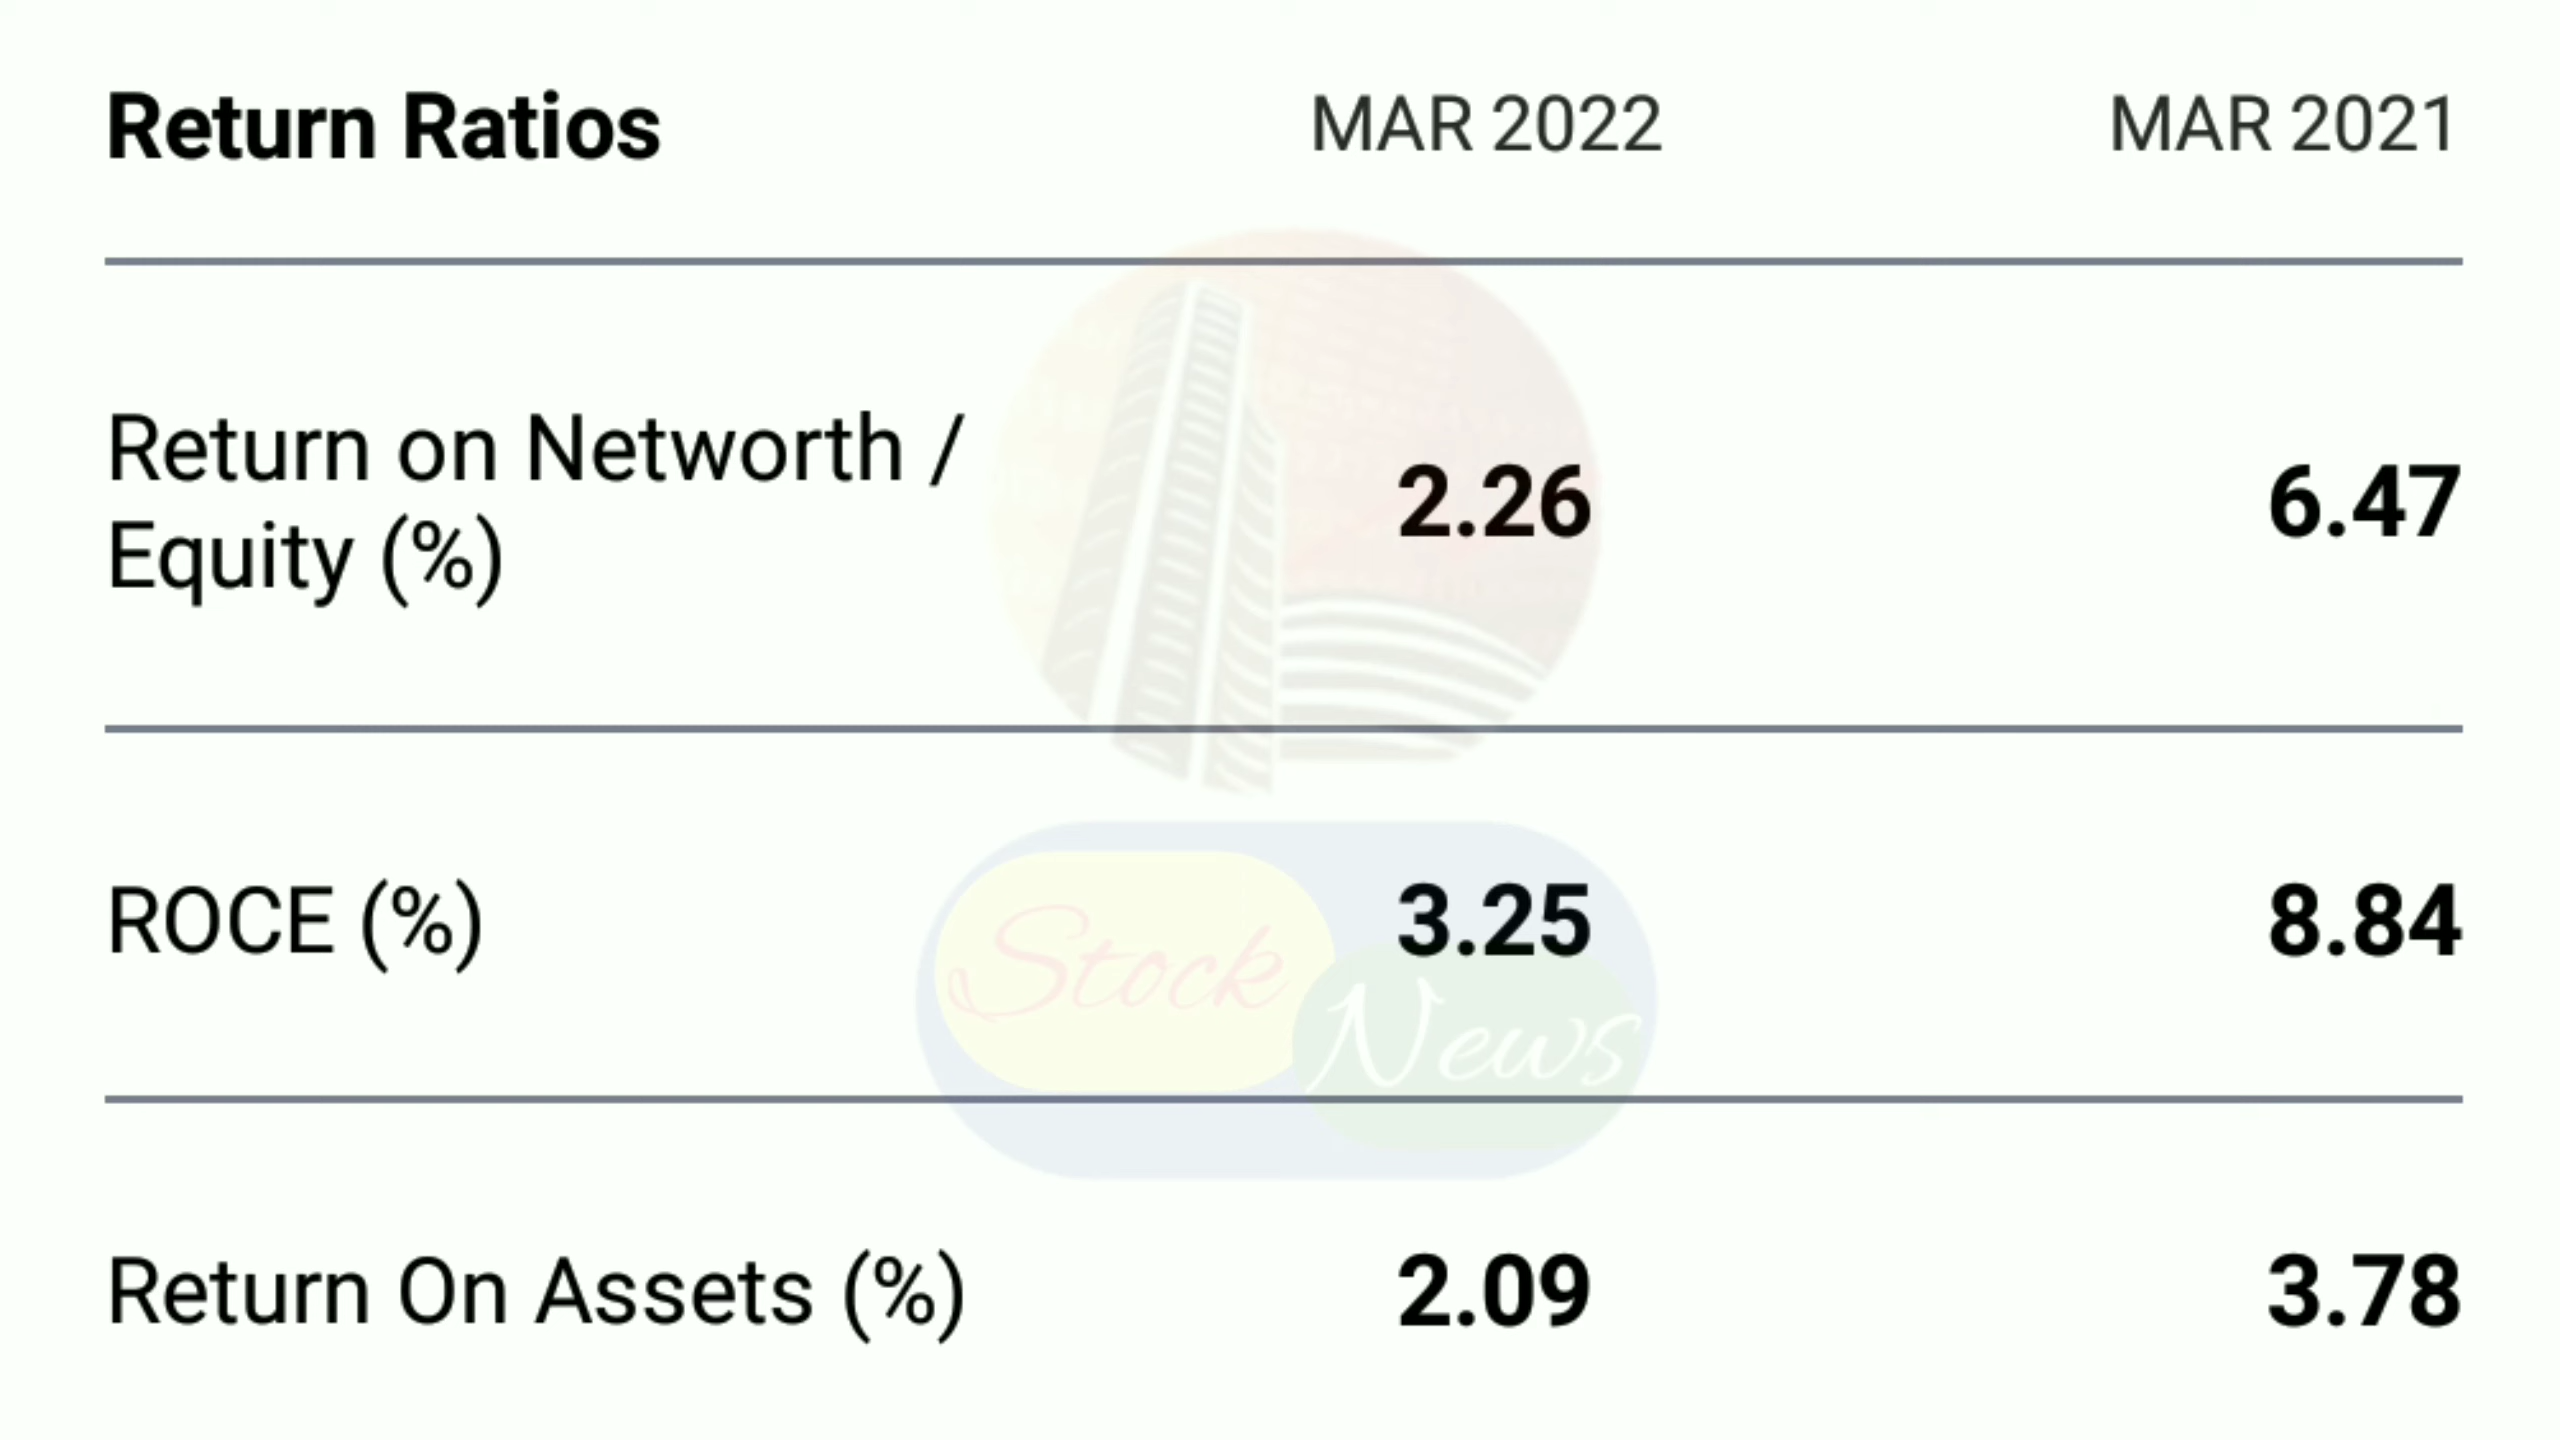 Return Ratios MAR 2022 MAR 2021
Return on Networth /
Equity (%) 2.26 6.47
ROCE (%) 3.25 8.84
Stock
News
Return On Assets (%) 2.09 3.78